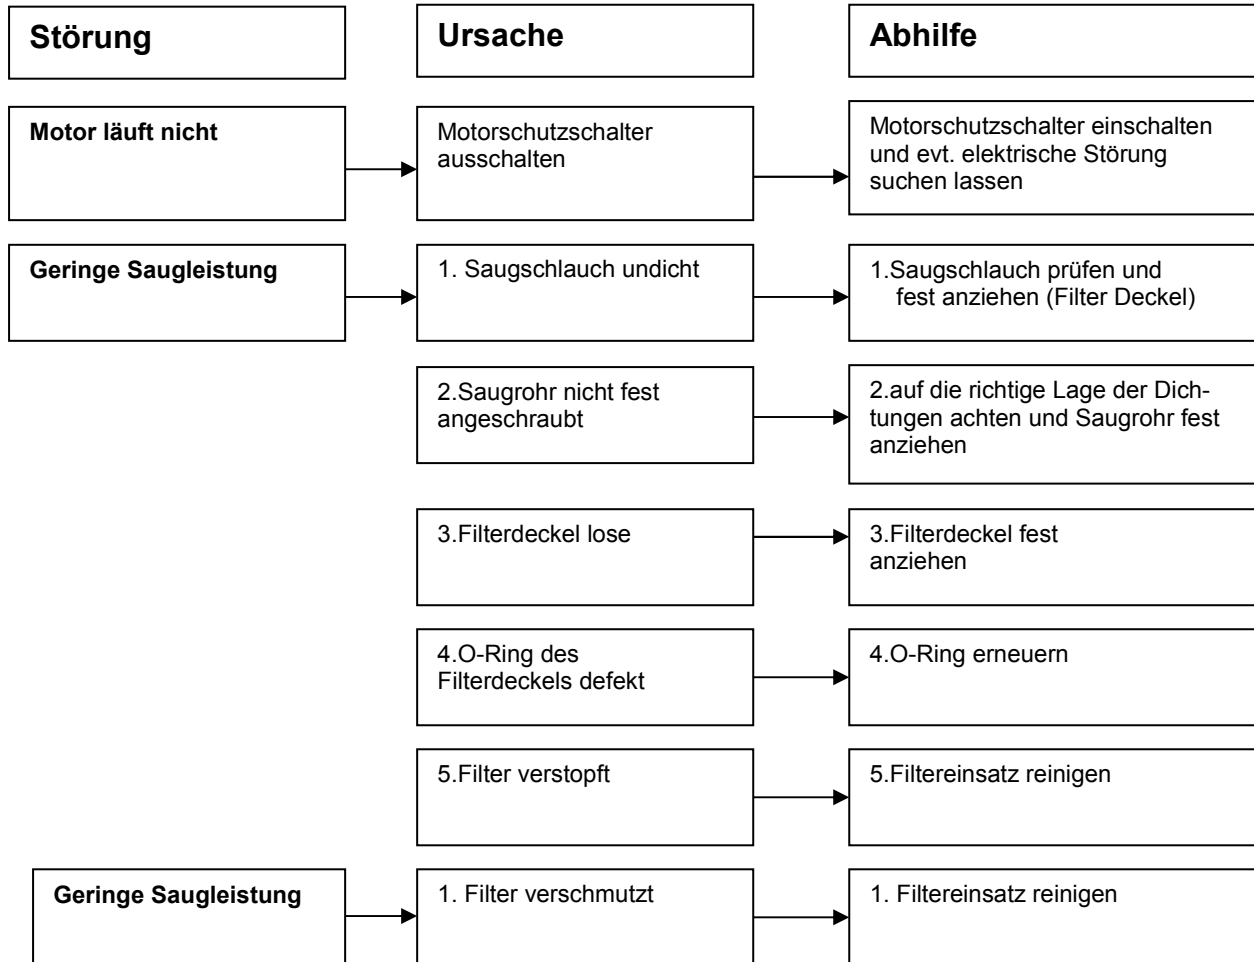 Störung
Ursache
Abhilfe
Motor läuft nicht
Motorschutzschalter
ausschalten
Motorschutzschalter einschalten
und evt. elektrische Störung
suchen lassen
Geringe Saugleistung
1. Saugschlauch undicht
1.Saugschlauch prüfen und
fest anziehen (Filter Deckel)
2.Saugrohr nicht fest
angeschraubt
2.auf die richtige Lage der Dich-
tungen achten und Saugrohr fest
anziehen
3.Filterdeckel lose
3.Filterdeckel fest
anziehen
4.O-Ring des
Filterdeckels defekt
4.O-Ring erneuern
5.Filter verstopft
5.Filtereinsatz reinigen
Geringe Saugleistung
1. Filter verschmutzt
1. Filtereinsatz reinigen